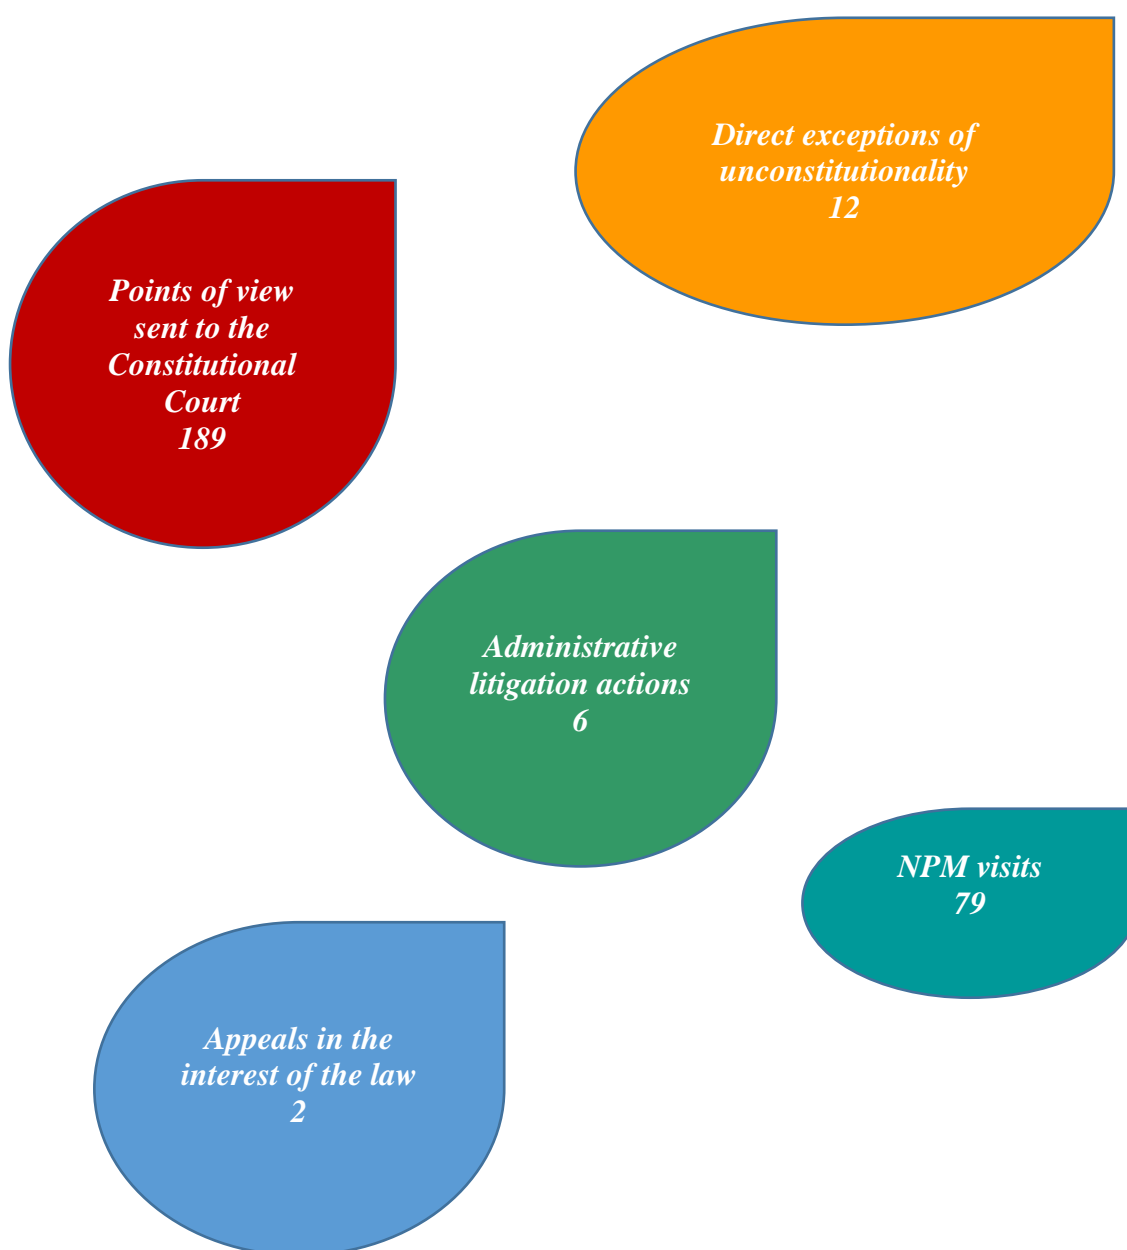 Direct exceptions of
unconstitutionality
12
Points of view
sent to the
Constitutional
Court
189
Administrative
litigation actions
6
NPM visits
79
Appeals in the
interest of the law
2